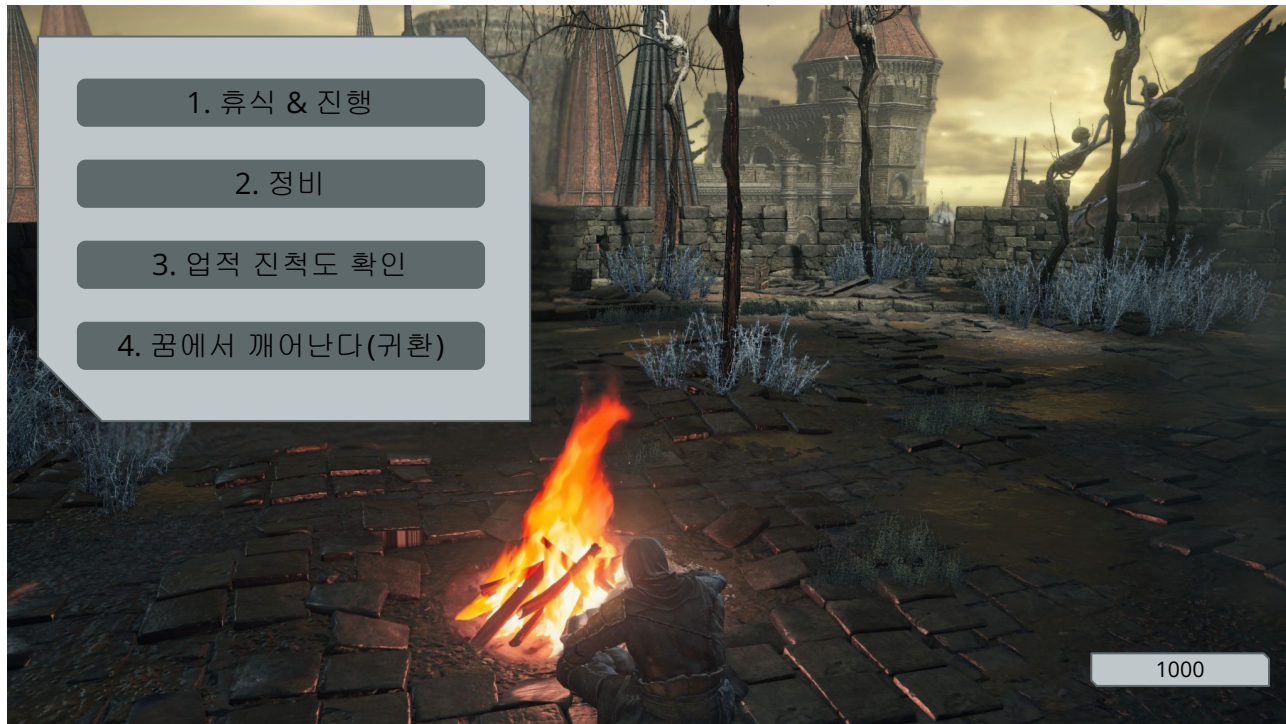 1. 휴식 & 진행
2. 정비
3. 업적 진척도 확인
4. 꿈에서 깨어난다(귀환)
1000